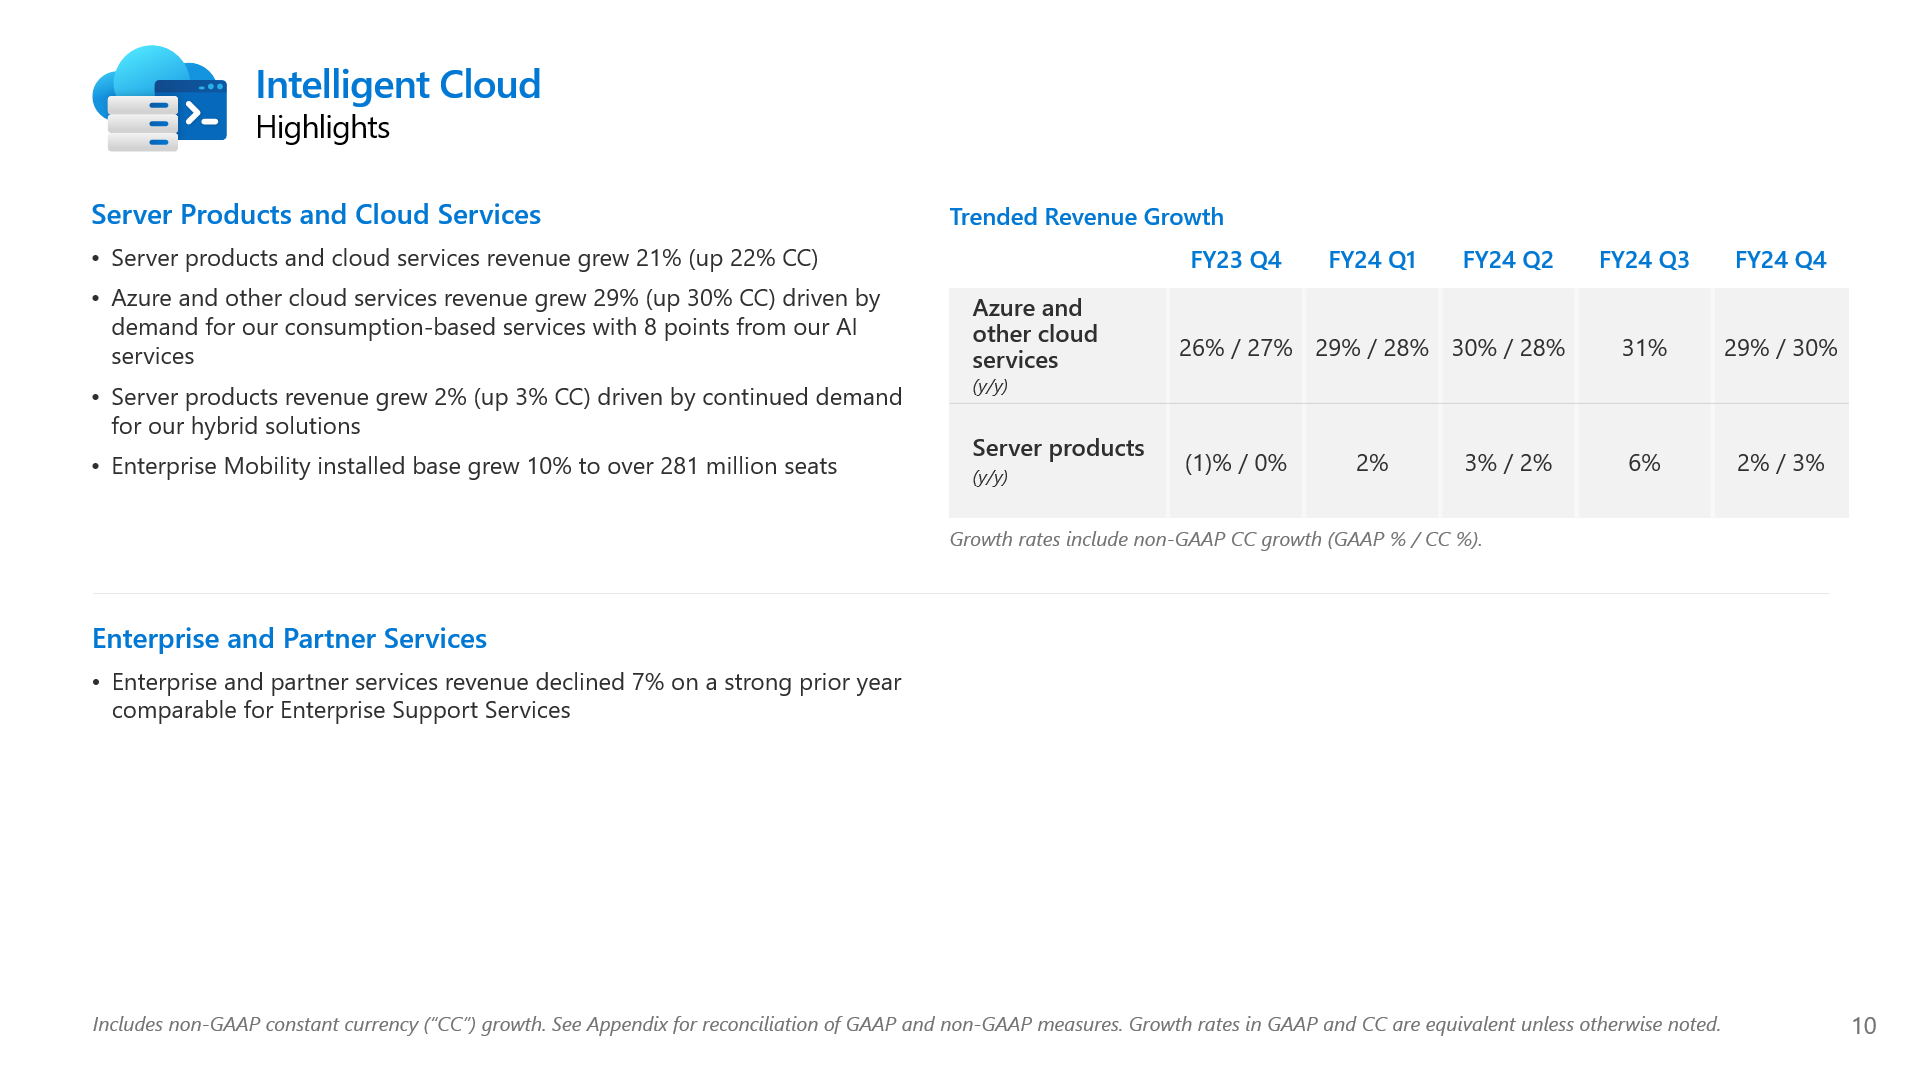 Intelligent Cloud
Highlights
Server Products and Cloud Services
• Server products and cloud services revenue grew 21% (up 22% CC)
• Azure and other cloud services revenue grew 29% (up 30% CC) driven by
demand for our consumption-based services with 8 points from our AI
services
• Server products revenue grew 2% (up 3% CC) driven by continued demand
for our hybrid solutions
• Enterprise Mobility installed base grew 10% to over 281 million seats
Trended Revenue Growth
FY23 Q4 FY24 Q1 FY24 Q2 FY24 Q3 FY24 Q4
Azure and
other cloud
services
(y/y)
26% / 27% 29% / 28% 30% / 28% 31% 29% / 30%
Server products
(y/y)
(1)% / 0% 2% 3% / 2% 6% 2% / 3%
Growth rates include non-GAAP CC growth (GAAP % / CC %).
Enterprise and Partner Services
• Enterprise and partner services revenue declined 7% on a strong prior year
comparable for Enterprise Support Services
Includes non-GAAP constant currency (“CC”) growth. See Appendix for reconciliation of GAAP and non-GAAP measures. Growth rates in GAAP and CC are equivalent unless otherwise noted.
10